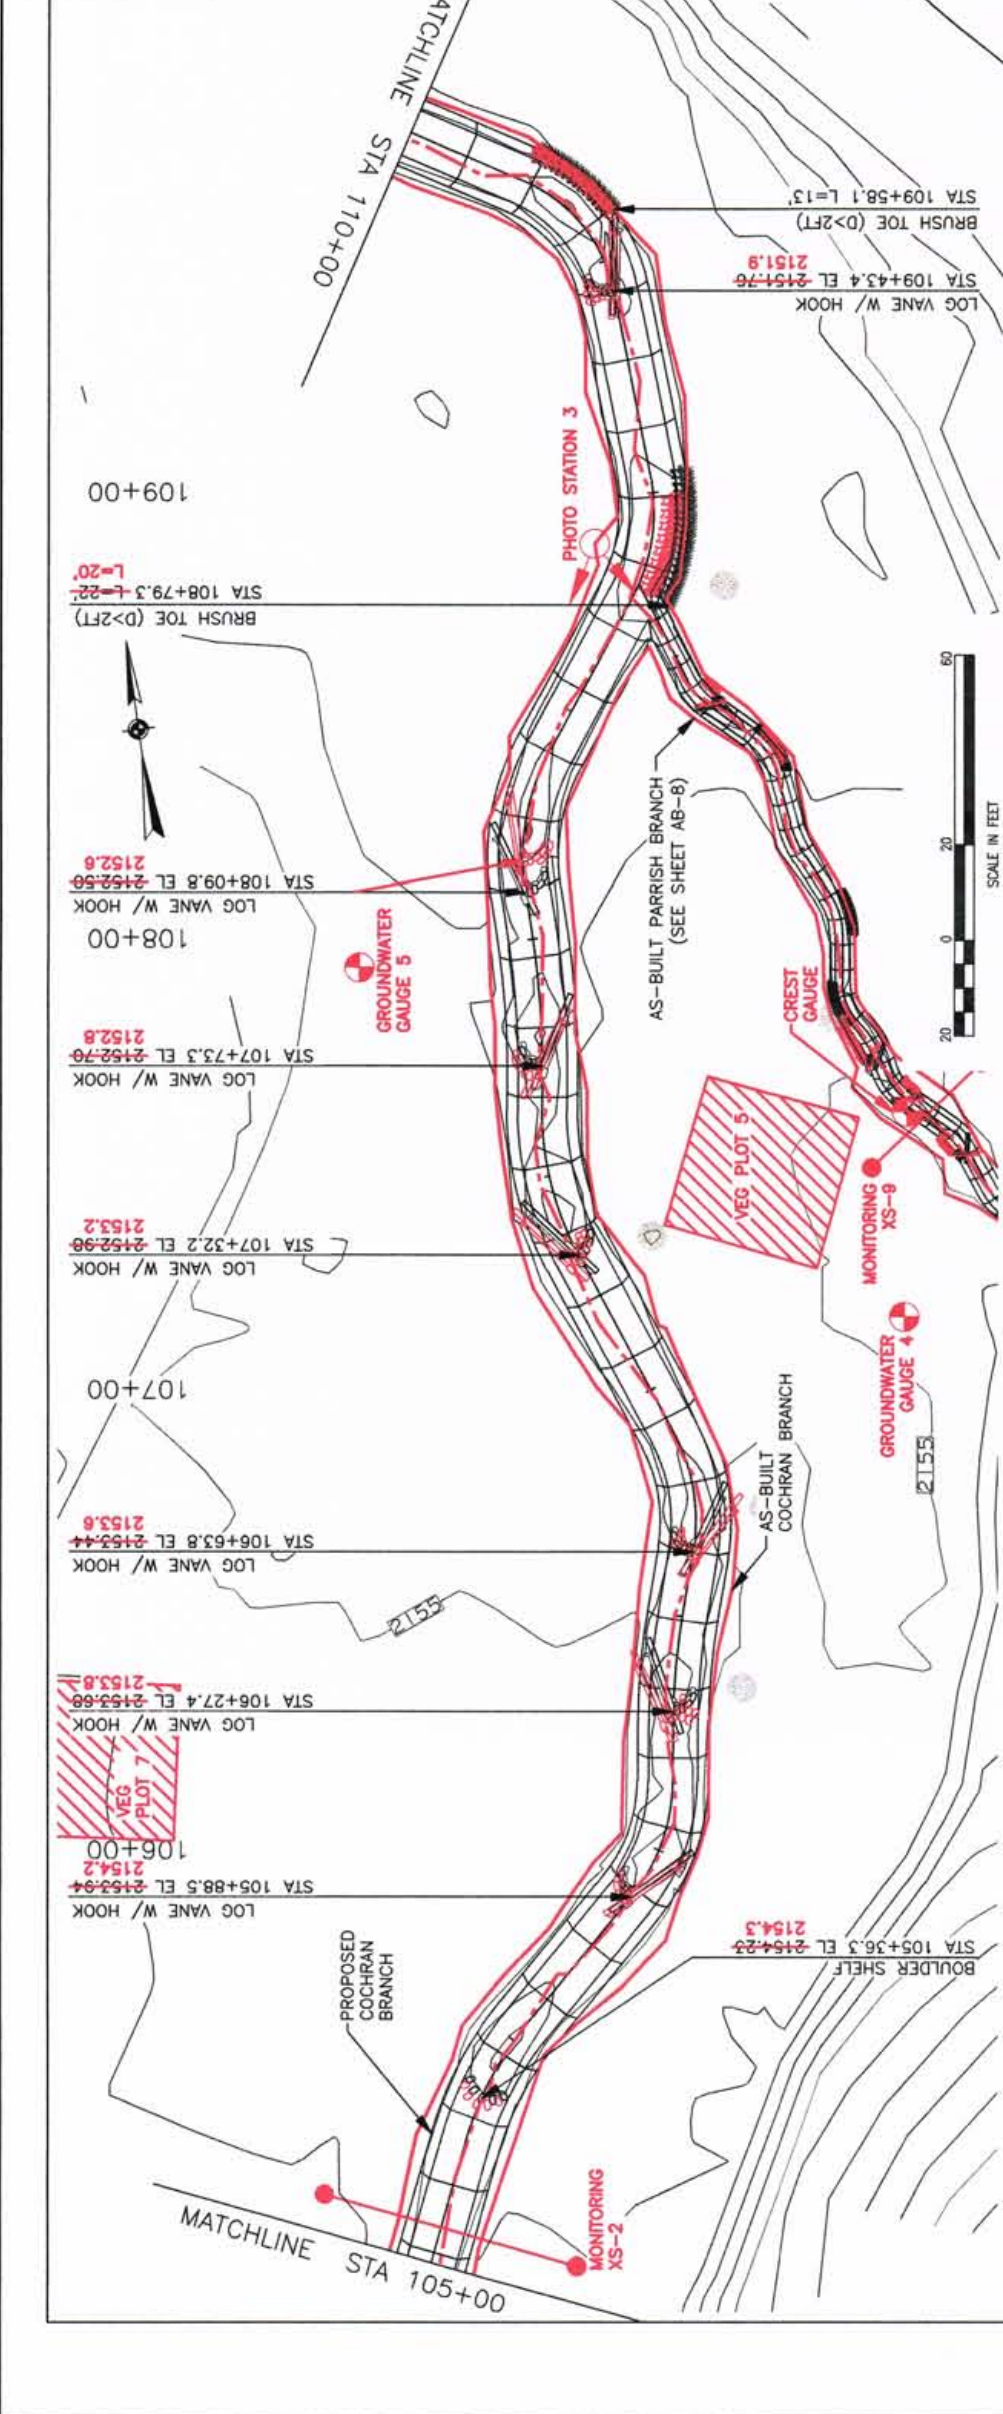 MATCHLINE STA 110+00
STA 109+58.1 L=13'
BRUSH TOE (D>2FT)
2151.9
STA 109+43.4 EL 2151.76
LOG VANE W/ HOOK
PHOTO STATION 3
109+00
L=20'
STA 108+79.3 L=22'
BRUSH TOE (D>2FT)
60
20
0
20
SCALE IN FEET
AS-BUILT PARRISH BRANCH
(SEE SHEET AB-8)
2152.6
STA 108+09.8 EL 2152.50
LOG VANE W/ HOOK
108+00
GROUNDWATER
GAUGE 5
CREST
GAUGE
2152.8
STA 107+73.3 EL 2152.70
LOG VANE W/ HOOK
VEG PLOT 5
MONITORING
XS-9
2153.2
STA 107+32.2 EL 2152.98
LOG VANE W/ HOOK
GROUNDWATER
GAUGE 4
107+00
2155
AS-BUILT
COCHRAN BRANCH
2153.6
STA 106+63.8 EL 2153.44
LOG VANE W/ HOOK
2155
2153.8
STA 106+27.4 EL 2153.68
LOG VANE W/ HOOK
VEG
PLOT 7
106+00
2154.2
STA 105+88.5 EL 2153.94
LOG VANE W/ HOOK
2154.3
STA 105+36.3 EL 2154.23
BOULDER SHELF
PROPOSED
COCHRAN
BRANCH
MONITORING
XS-2
MATCHLINE STA 105+00